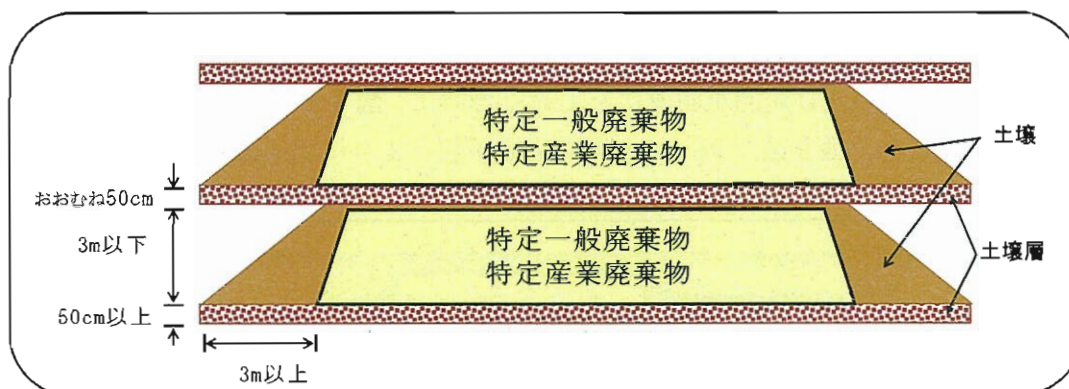 特定一般廃棄物
特定産業廃棄物
土壌
おおむね50cm
3m以下
特定一般廃棄物
特定産業廃棄物
土壌層
50cm以上
3m以上